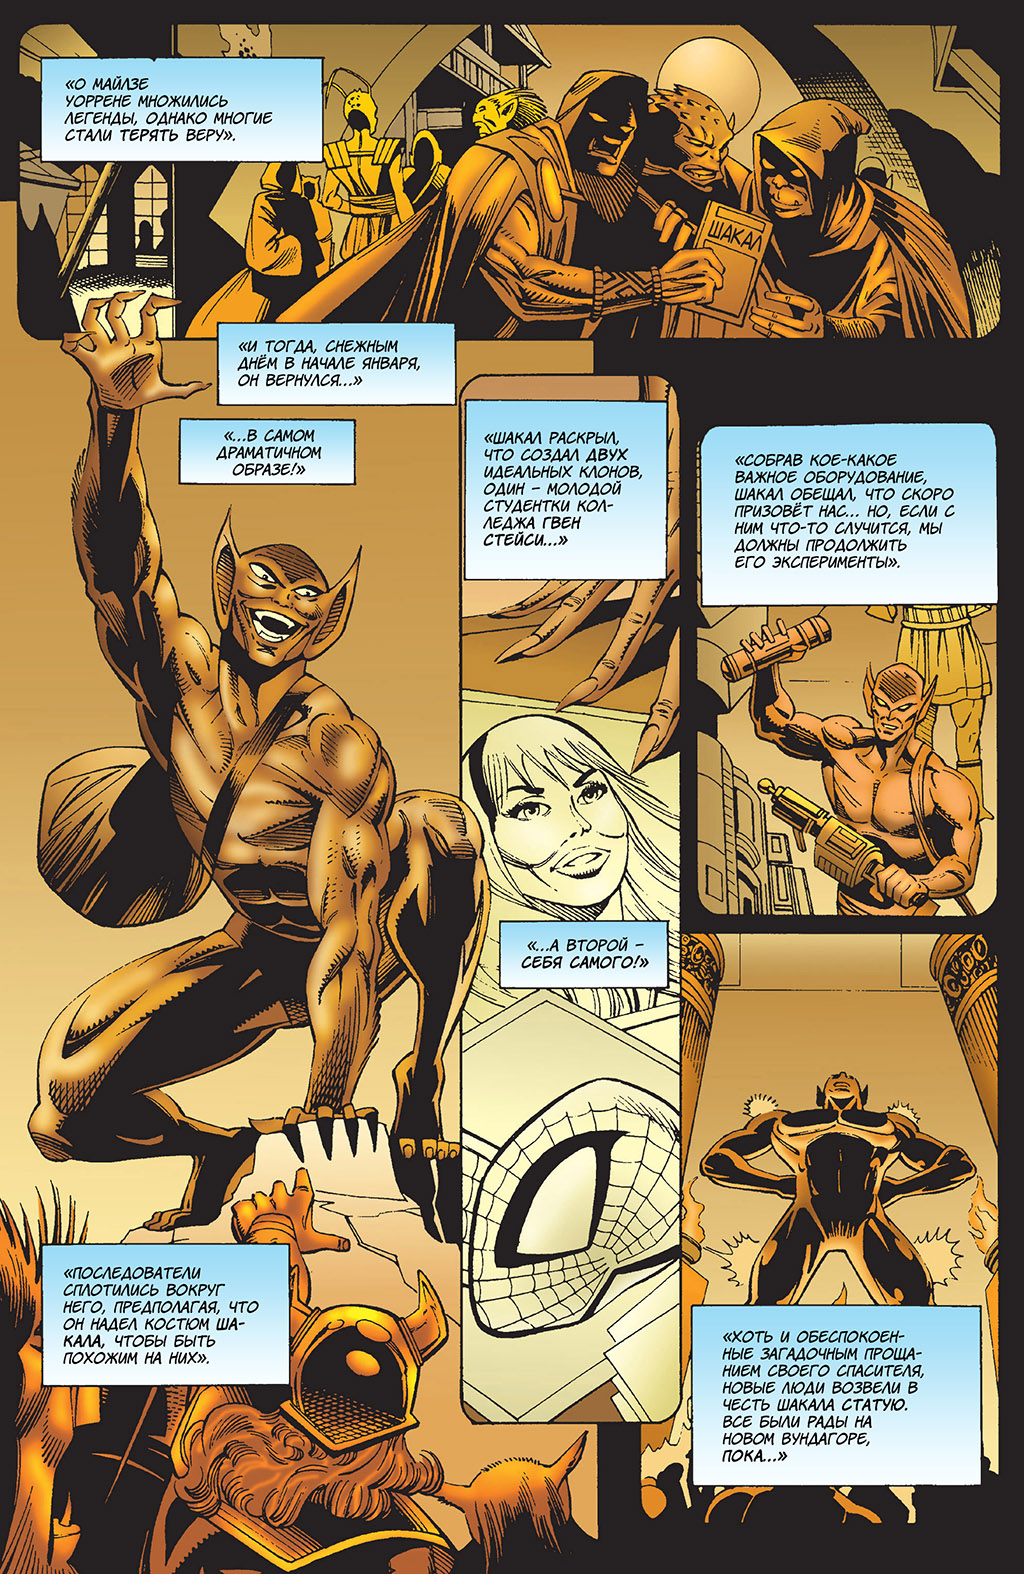 «О МАЙЛЗЕ
УОРРЕНЕ МНОЖИЛИСЬ
ЛЕГЕНДЫ, ОДНАКО МНОГИЕ
СТАЛИ ТЕРЯТЬ ВЕРУ».
ШАКАЛ
«И ТОГДА, СНЕЖНЫМ
ДНЁМ В НАЧАЛЕ ЯНВАРЯ,
ОН ВЕРНУЛСЯ...»
«...В САМОМ
ДРАМАТИЧНОМ
ОБРАЗЕ!»
«ПОСЛЕДОВАТЕЛИ
СПЛОТИЛИСЬ ВОКРУГ
НЕГО, ПРЕДПОЛАГАЯ, ЧТО
ОН НАДЕЛ КОСТЮМ ША-
КАЛА, ЧТОБЫ БЫТЬ
ПОХОЖИМ НА НИХ».
«ШАКАЛ РАСКРЫЛ,
ЧТО СОЗДАЛ ДВУХ
ИДЕАЛЬНЫХ КЛОНОВ,
ОДИН – МОЛОДОЙ
СТУДЕНТКИ КОЛ-
ЛЕДЖА ГВЕН
СТЕЙСИ...»
«...А ВТОРОЙ –
СЕБЯ САМОГО!»
«СОБРАВ КОЕ-КАКОЕ
ВАЖНОЕ ОБОРУДОВАНИЕ,
ШАКАЛ ОБЕЩАЛ, ЧТО СКОРО
ПРИЗОВЁТ НАС... НО, ЕСЛИ С
НИМ ЧТО-ТО СЛУЧИТСЯ, МЫ
ДОЛЖНЫ ПРОДОЛЖИТЬ
ЕГО ЭКСПЕРИМЕНТЫ».
«ХОТЬ И ОБЕСПОКОЕН-
НЫЕ ЗАГАДОЧНЫМ ПРОЩА-
НИЕМ СВОЕГО СПАСИТЕЛЯ,
НОВЫЕ ЛЮДИ ВОЗВЕЛИ В
ЧЕСТЬ ШАКАЛА СТАТУЮ.
ВСЕ БЫЛИ РАДЫ НА
НОВОМ ВУНДАГОРЕ,
ПОКА...»